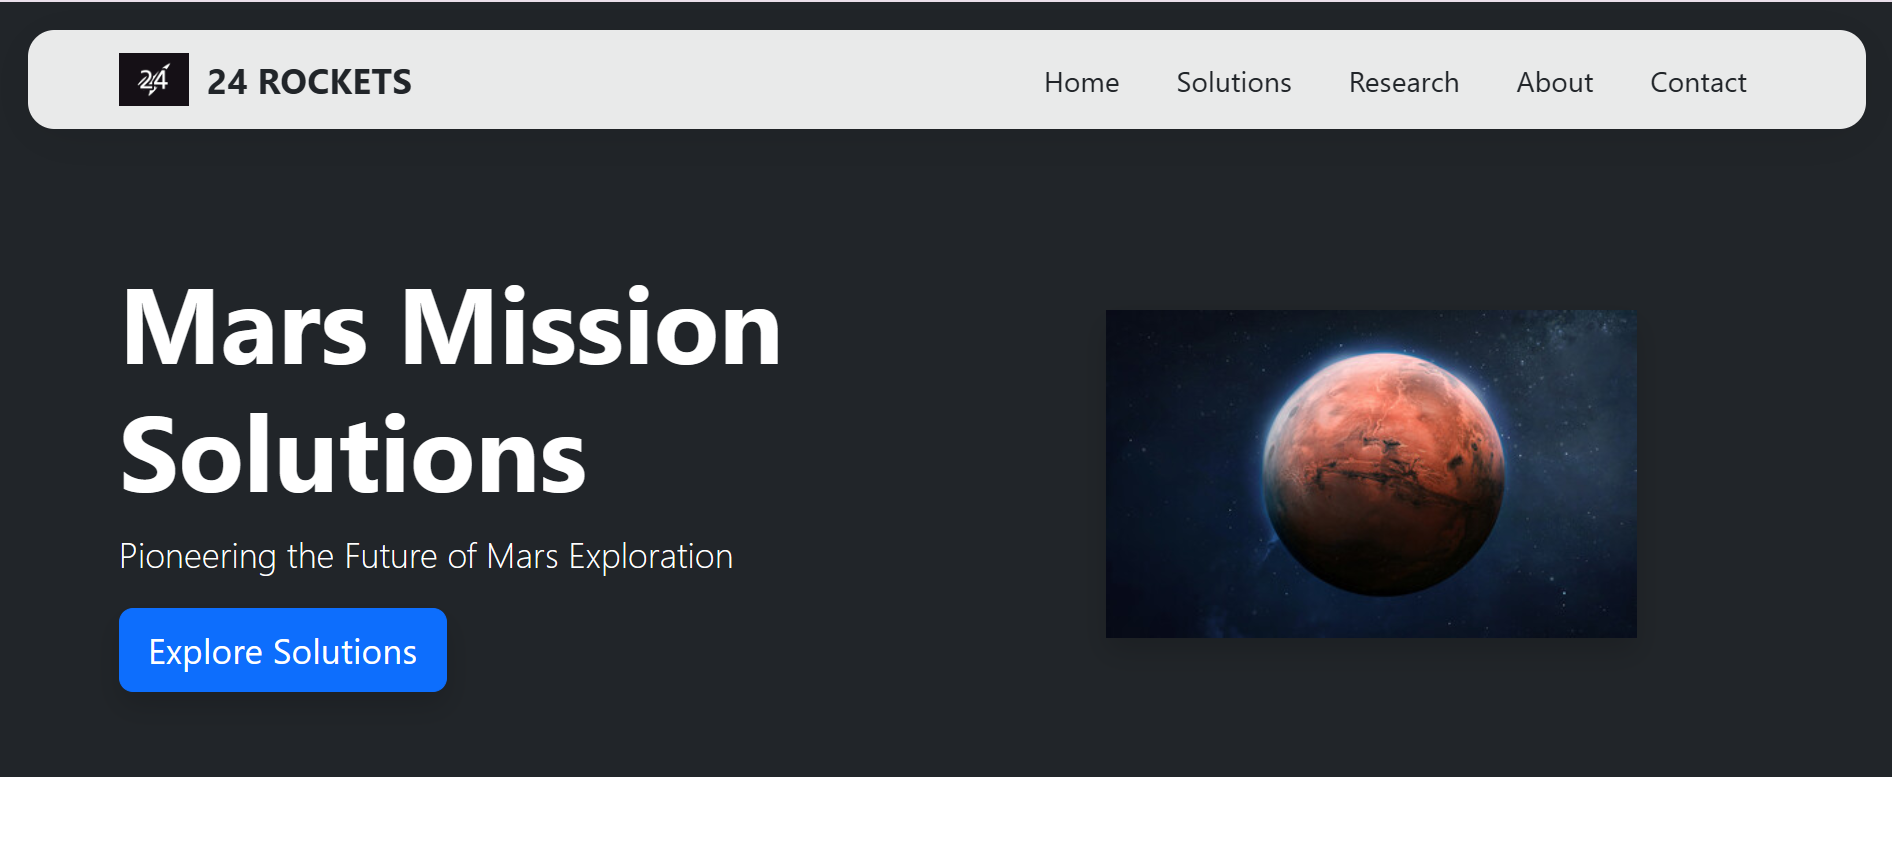 24
24 ROCKETS
Home
Solutions
Research
About
Contact
Mars Mission
Solutions
Pioneering the Future of Mars Exploration
Explore Solutions